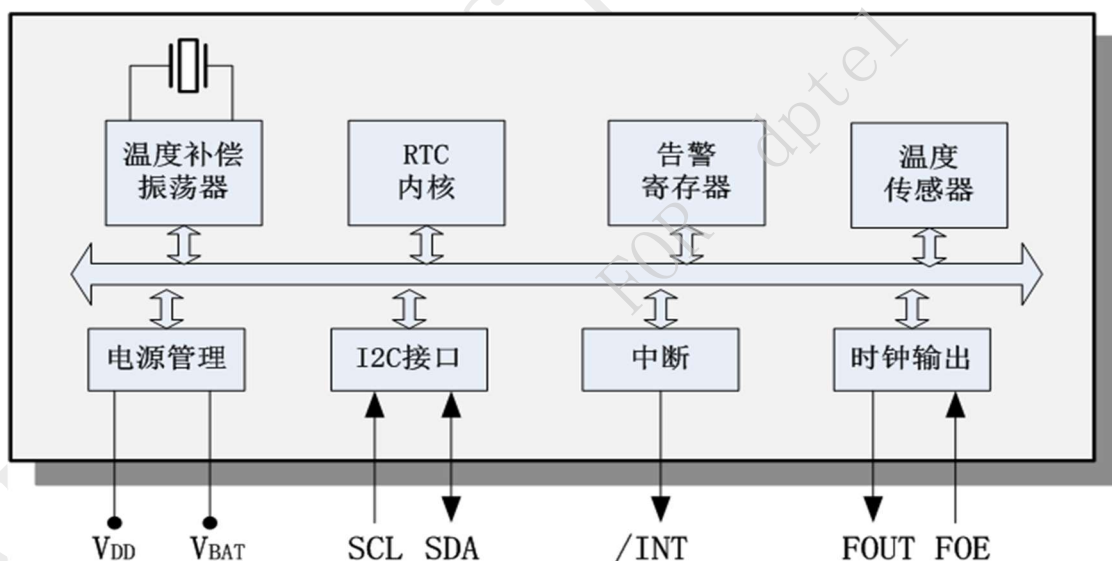 温度补偿
振荡器
RTC
内核
告警
寄存器
温度
传感器
电源管理
I2C接口
中断
时钟输出
VDD
VBAT
SCL
SDA
/INT
FOUT
FOE
FOR dptel